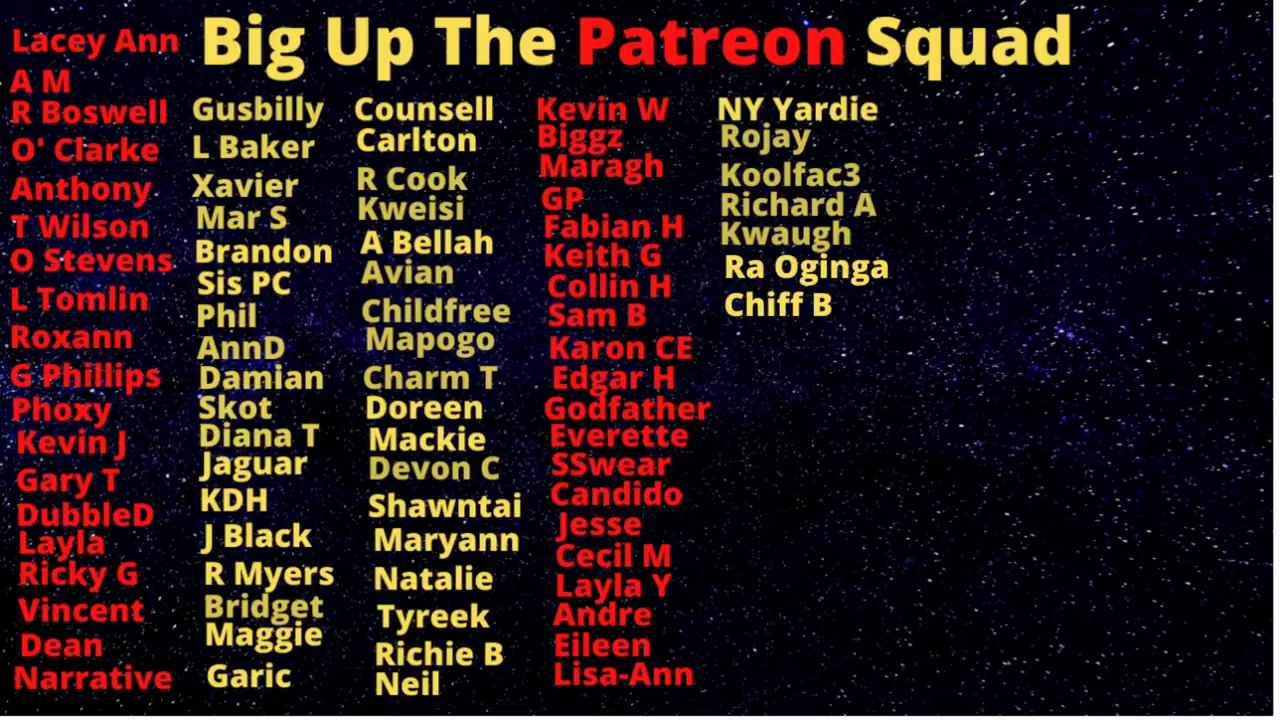 Big Up The Patreon Squad
Lacey Ann
A M
R Boswell
O' Clarke
Anthony
T Wilson
O Stevens
L Tomlin
Roxann
G Phillips
Phoxy
Kevin J
Gary T
DubbleD
Layla
Ricky G
Vincent
Dean
Narrative
Gusbilly
L Baker
Xavier
Mar S
Brandon
Sis PC
Phil
AnnD
Damian
Skot
Diana T
Jaguar
KDH
J Black
R Myers
Bridget
Maggie
Garic
Counsell
Carlton
R Cook
Kweisi
A Bellah
Avian
Childfree
Mapogo
Charm T
Doreen
Mackie
Devon C
Shawntai
Maryann
Natalie
Tyreek
Richie B
Neil
Kevin W
Biggz
Maragh
GP
Fabian H
Keith G
Collin H
Sam B
Karon CE
Edgar H
Godfather
Everette
SSwear
Candido
Jesse
Cecil M
Layla Y
Andre
Eileen
Lisa-Ann
NY Yardie
Rojay
Koolfac3
Richard A
Kwaugh
Ra Oginga
Chiff B